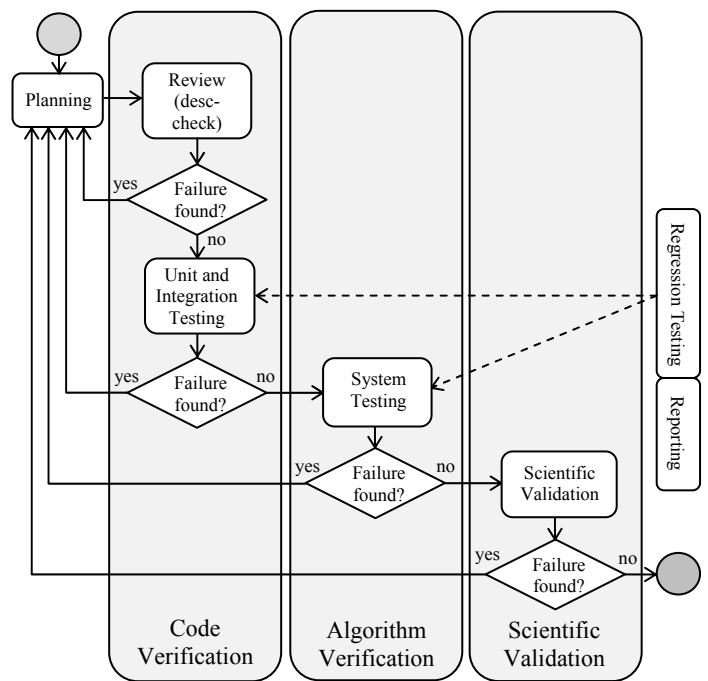 Planning
Review
(desc-
check)
yes
Failure
found?
no
Unit and
Integration
Testing
yes
Failure
found?
no
System
Testing
yes
Failure
found?
no
Scientific
Validation
yes
Failure
found?
no
Regression Testing
Reporting
Code
Verification
Algorithm
Verification
Scientific
Validation